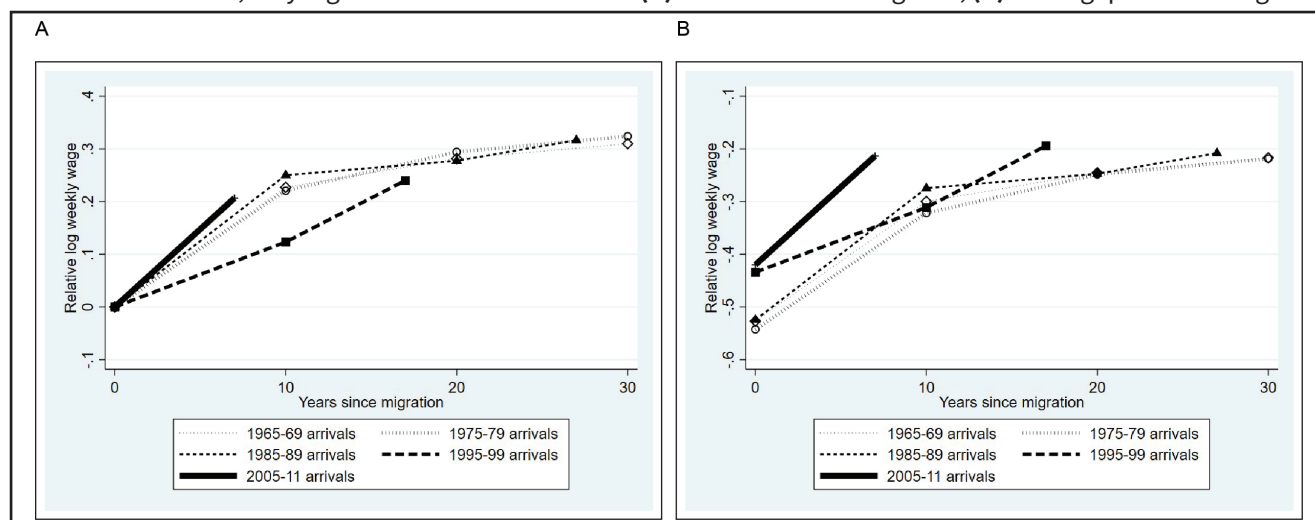 A
B
Relative log weekly wage
.4
.3
.2
.1
0
-.1
0
10
20
30
Years since migration
1965-69 arrivals
1975-79 arrivals
1985-89 arrivals
1995-99 arrivals
2005-11 arrivals
Relative log weekly wage
-.1
-.2
-.3
-.4
-.5
-.6
0
10
20
30
Years since migration
1965-69 arrivals
1975-79 arrivals
1985-89 arrivals
1995-99 arrivals
2005-11 arrivals